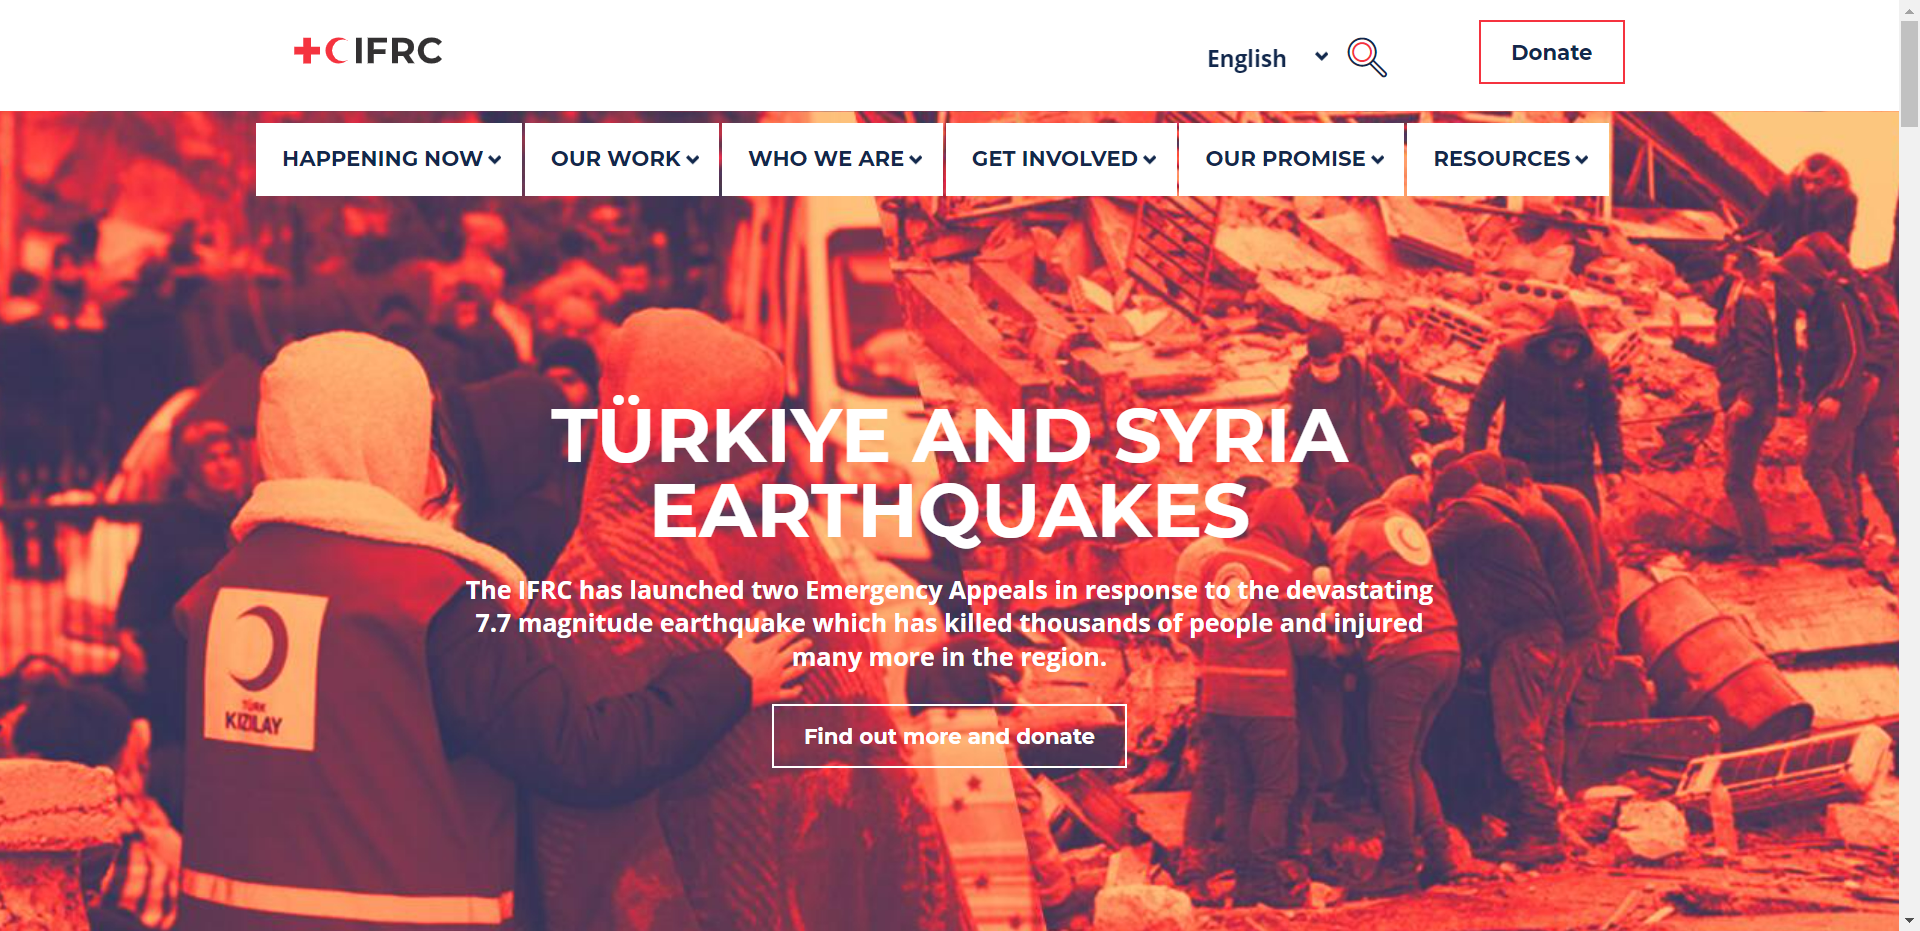 IFRC
English
Donate
HAPPENING NOW
OUR WORK
WHO WE ARE
GET INVOLVED
OUR PROMISE
RESOURCES
TÜRKIYE AND SYRIA
EARTHQUAKES
The IFRC has launched two Emergency Appeals in response to the devastating
7.7 magnitude earthquake which has killed thousands of people and injured
many more in the region.
Find out more and donate
TÜRK
KIZILAY